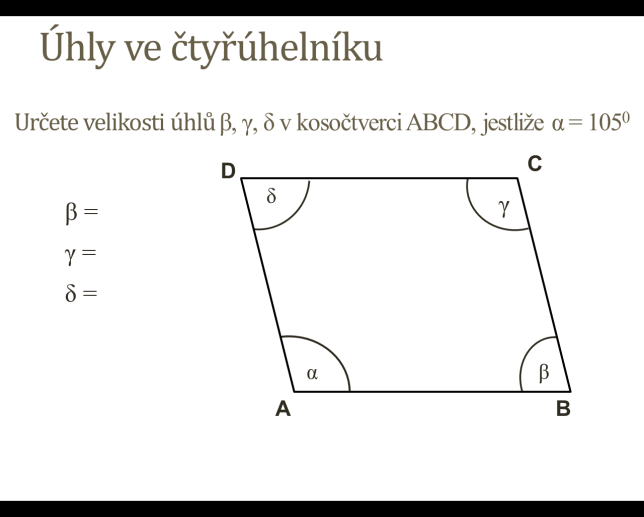 Úhly ve čtyřúhelníku
Určete velikosti úhlů β, γ, δ v kosočtverci ABCD, jestliže α = 105⁰
D
C
δ
γ
β =
γ =
δ =
α
β
A
B